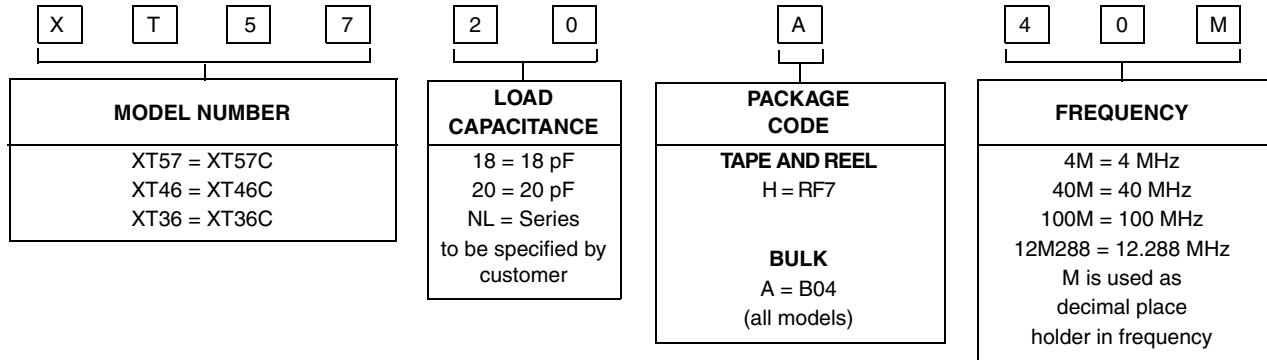 X T 5 7 2 0 A 4 0 M
MODEL NUMBER
XT57 = XT57C
XT46 = XT46C
XT36 = XT36C
LOAD
CAPACITANCE
18 = 18 pF
20 = 20 pF
NL = Series
to be specified by
customer
PACKAGE
CODE
TAPE AND REEL
H = RF7
BULK
A = B04
(all models)
FREQUENCY
4M = 4 MHz
40M = 40 MHz
100M = 100 MHz
12M288 = 12.288 MHz
M is used as
decimal place
holder in frequency